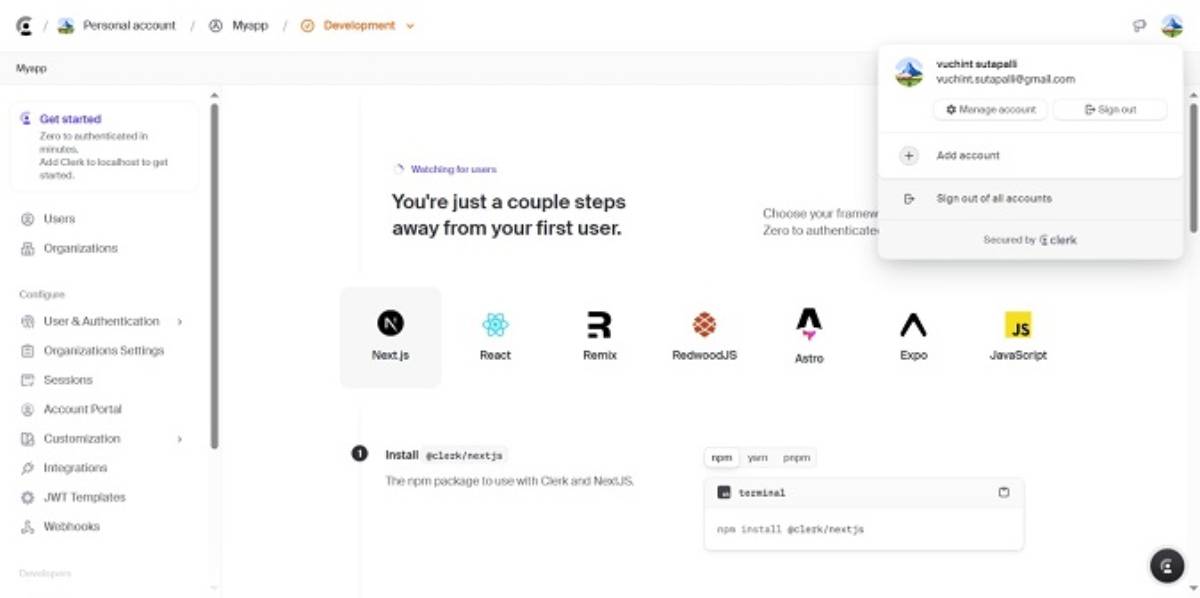 Personal account / Myapp / Development
Myapp
vuchint sutapalli
vuchint.sutapalli@gmail.com
Manage account
Sign out
Add account
Sign out of all accounts
Secured by clerk
Get started
Zero to authenticated in
minutes.
Add Clerk to localhost to get
started.
Users
Organizations
Configure
User & Authentication
Organizations Settings
Sessions
Account Portal
Customization
Integrations
JWT Templates
Webhooks
Developers
Watching for users
You're just a couple steps
away from your first user.
Choose your framew
Zero to authenticate
Next.js
React
Remix
RedwoodJS
Astro
Expo
JS
JavaScript
1
Install @clerk/nextjs
The npm package to use with Clerk and NextJS.
npm yarn pnpm
terminal
npm install @clerk/nextjs